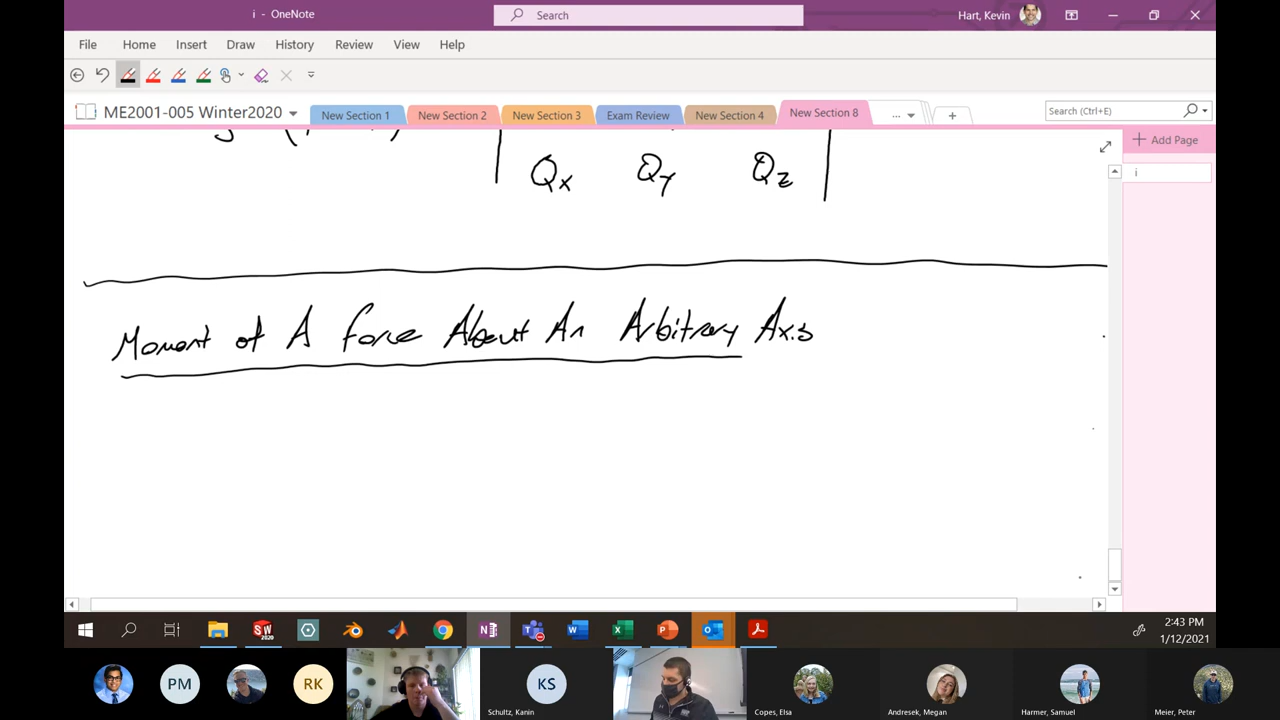 i - OneNote
Search
Hart, Kevin
File Home Insert Draw History Review View Help
ME2001-005 Winter2020
New Section 1
New Section 2
New Section 3
Exam Review
New Section 4
New Section 8
...
Search (Ctrl+E)
Add Page
i
Qx Qy Qz
Moment of A Force About An Arbitrary Axis
SW
2020
2:43 PM
1/12/2021
PM
RK
KS
Schultz, Kanin
Copes, Elsa
Andresek, Megan
Harmer, Samuel
Meier, Peter